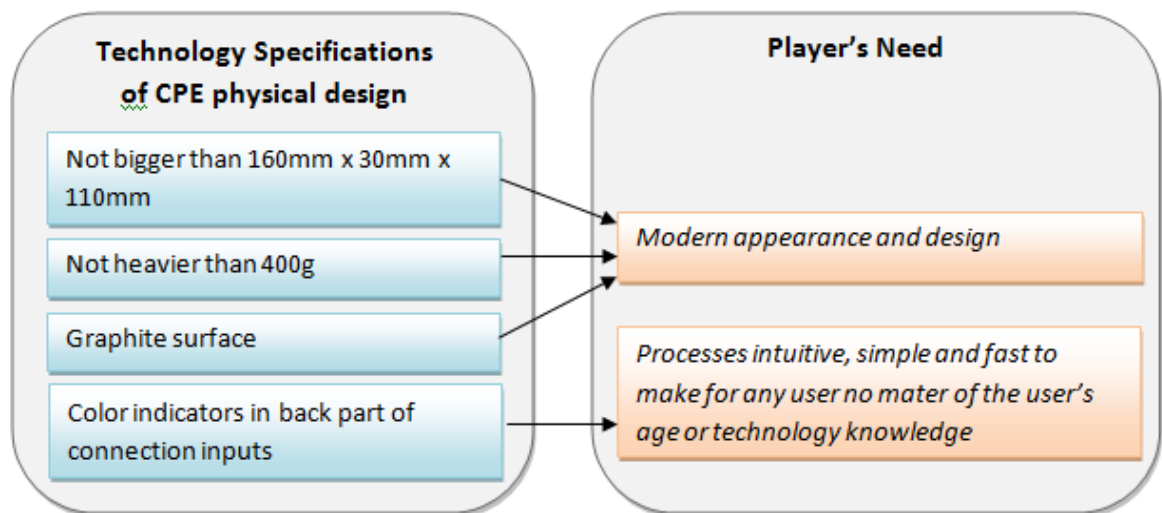 Technology Specifications
of CPE physical design
Not bigger than 160mm x 30mm x
110mm
Not heavier than 400g
Graphite surface
Color indicators in back part of
connection inputs
Player's Need
Modern appearance and design
Processes intuitive, simple and fast to
make for any user no mater of the user's
age or technology knowledge